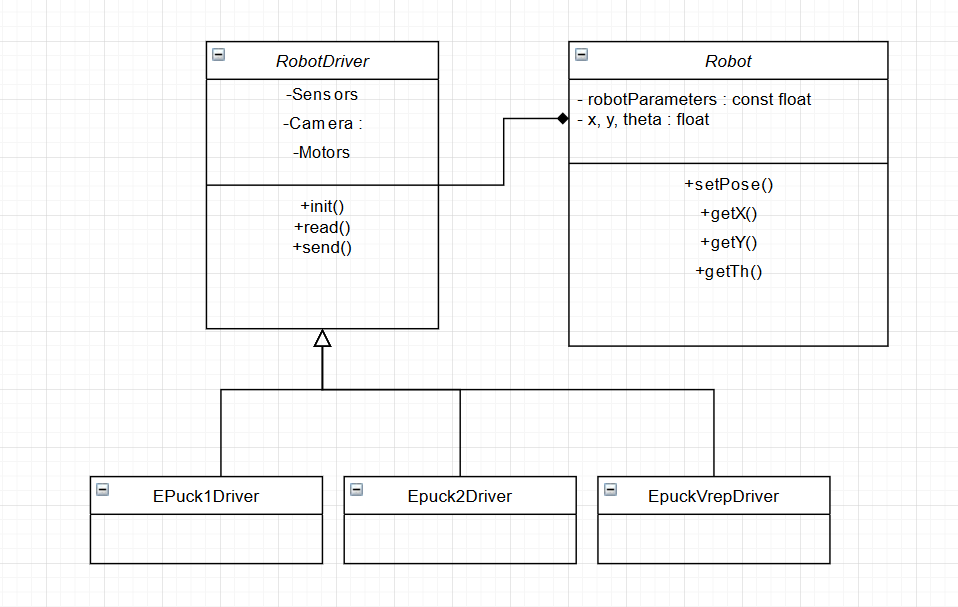 RobotDriver
-Sensors
-Camera :
-Motors
+init()
+read()
+send()
Robot
- robotParameters : const float
- x, y, theta : float
+setPose()
+getX()
+getY()
+getTh()
EPuck1Driver
Epuck2Driver
EpuckVrepDriver